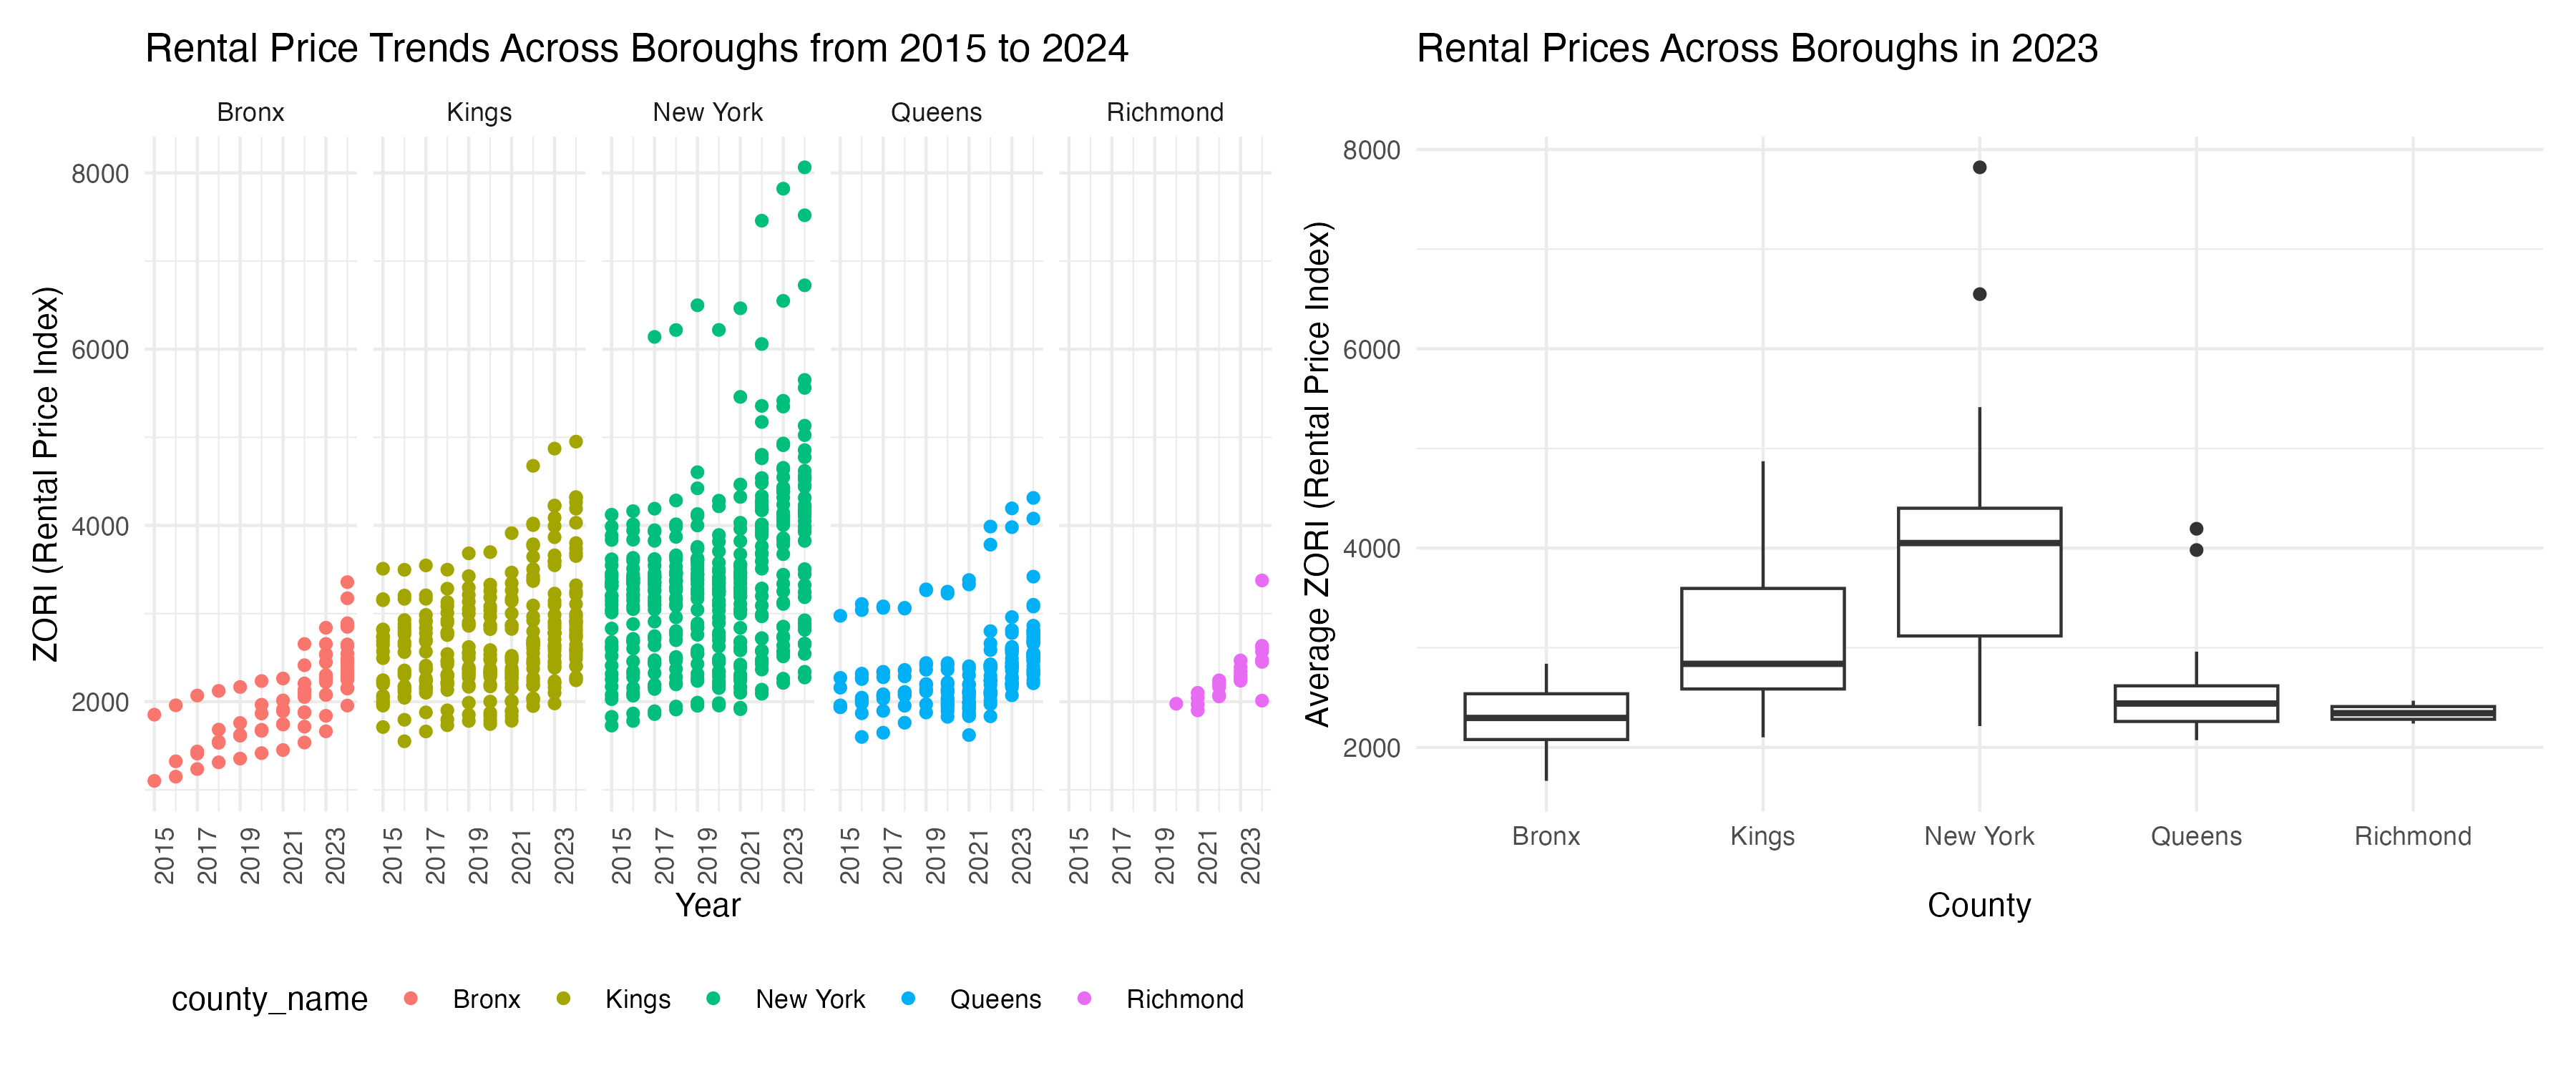 Rental Price Trends Across Boroughs from 2015 to 2024
Bronx Kings New York Queens Richmond
ZORI (Rental Price Index)
8000
6000
4000
2000
2015 2017 2019 2021 2023 2015 2017 2019 2021 2023 2015 2017 2019 2021 2023 2015 2017 2019 2021 2023 2015 2017 2019 2021 2023
Year
county_name Bronx Kings New York Queens Richmond
Rental Prices Across Boroughs in 2023
Average ZORI (Rental Price Index)
8000
6000
4000
2000
Bronx Kings New York Queens Richmond
County